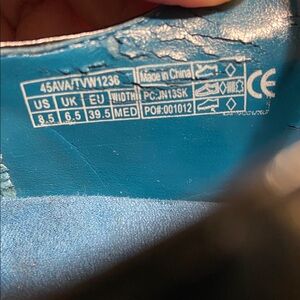 45AVA/TVW1236 Made in China
US UK EU WIDTH PC:JN13SK
8.5 6.5 39.5 MED PO#:001012
CE